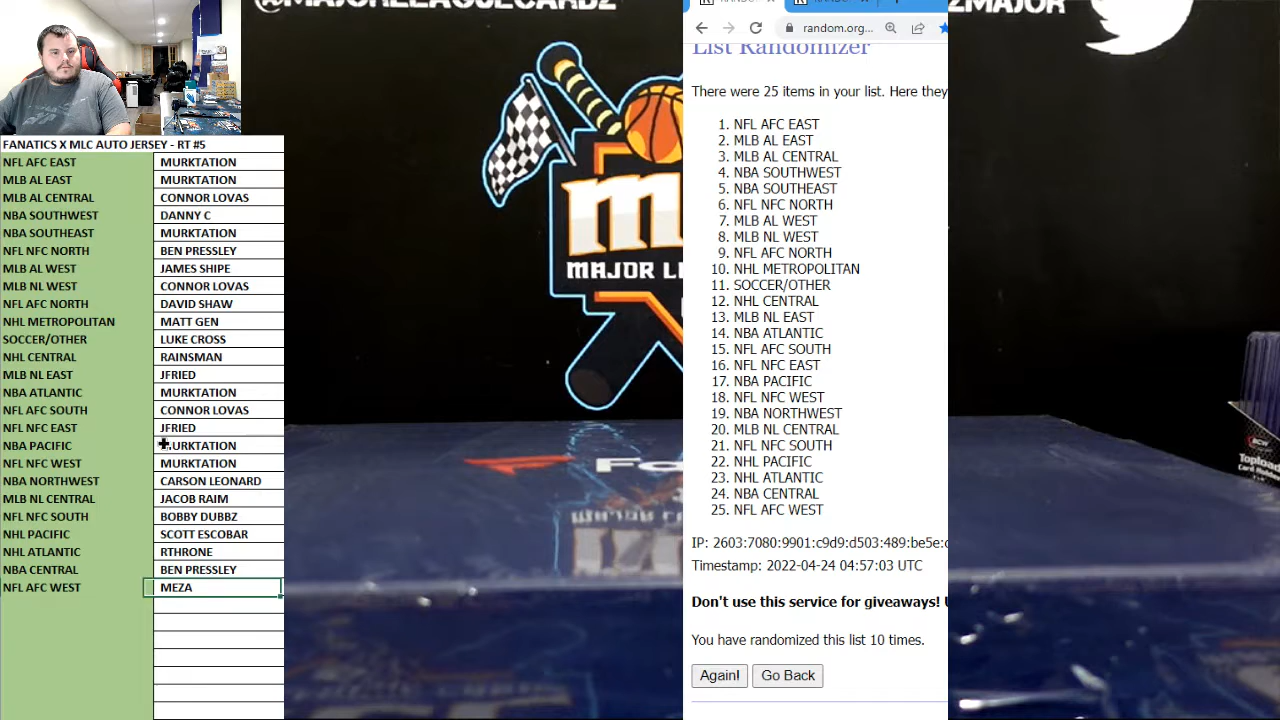 @MAJORLEAGUECARDZ
ZMAJOR
FANATICS X MLC AUTO JERSEY - RT #5
NFL AFC EAST MURKTATION
MLB AL EAST MURKTATION
MLB AL CENTRAL CONNOR LOVAS
NBA SOUTHWEST DANNY C
NBA SOUTHEAST MURKTATION
NFL NFC NORTH BEN PRESSLEY
MLB AL WEST JAMES SHIPE
MLB NL WEST CONNOR LOVAS
NFL AFC NORTH DAVID SHAW
NHL METROPOLITAN MATT GEN
SOCCER/OTHER LUKE CROSS
NHL CENTRAL RAINSMAN
MLB NL EAST JFRIED
NBA ATLANTIC MURKTATION
NFL AFC SOUTH CONNOR LOVAS
NFL NFC EAST JFRIED
NBA PACIFIC MURKTATION
NFL NFC WEST MURKTATION
NBA NORTHWEST CARSON LEONARD
MLB NL CENTRAL JACOB RAIM
NFL NFC SOUTH BOBBY DUBBZ
NHL PACIFIC SCOTT ESCOBAR
NHL ATLANTIC RTHRONE
NBA CENTRAL BEN PRESSLEY
NFL AFC WEST MEZA
MAJOR L
random.org...
List Randomizer
There were 25 items in your list. Here they
1. NFL AFC EAST
2. MLB AL EAST
3. MLB AL CENTRAL
4. NBA SOUTHWEST
5. NBA SOUTHEAST
6. NFL NFC NORTH
7. MLB AL WEST
8. MLB NL WEST
9. NFL AFC NORTH
10. NHL METROPOLITAN
11. SOCCER/OTHER
12. NHL CENTRAL
13. MLB NL EAST
14. NBA ATLANTIC
15. NFL AFC SOUTH
16. NFL NFC EAST
17. NBA PACIFIC
18. NFL NFC WEST
19. NBA NORTHWEST
20. MLB NL CENTRAL
21. NFL NFC SOUTH
22. NHL PACIFIC
23. NHL ATLANTIC
24. NBA CENTRAL
25. NFL AFC WEST
IP: 2603:7080:9901:c9d9:d503:489:be5e:
Timestamp: 2022-04-24 04:57:03 UTC
Don't use this service for giveaways!
You have randomized this list 10 times.
Again! Go Back